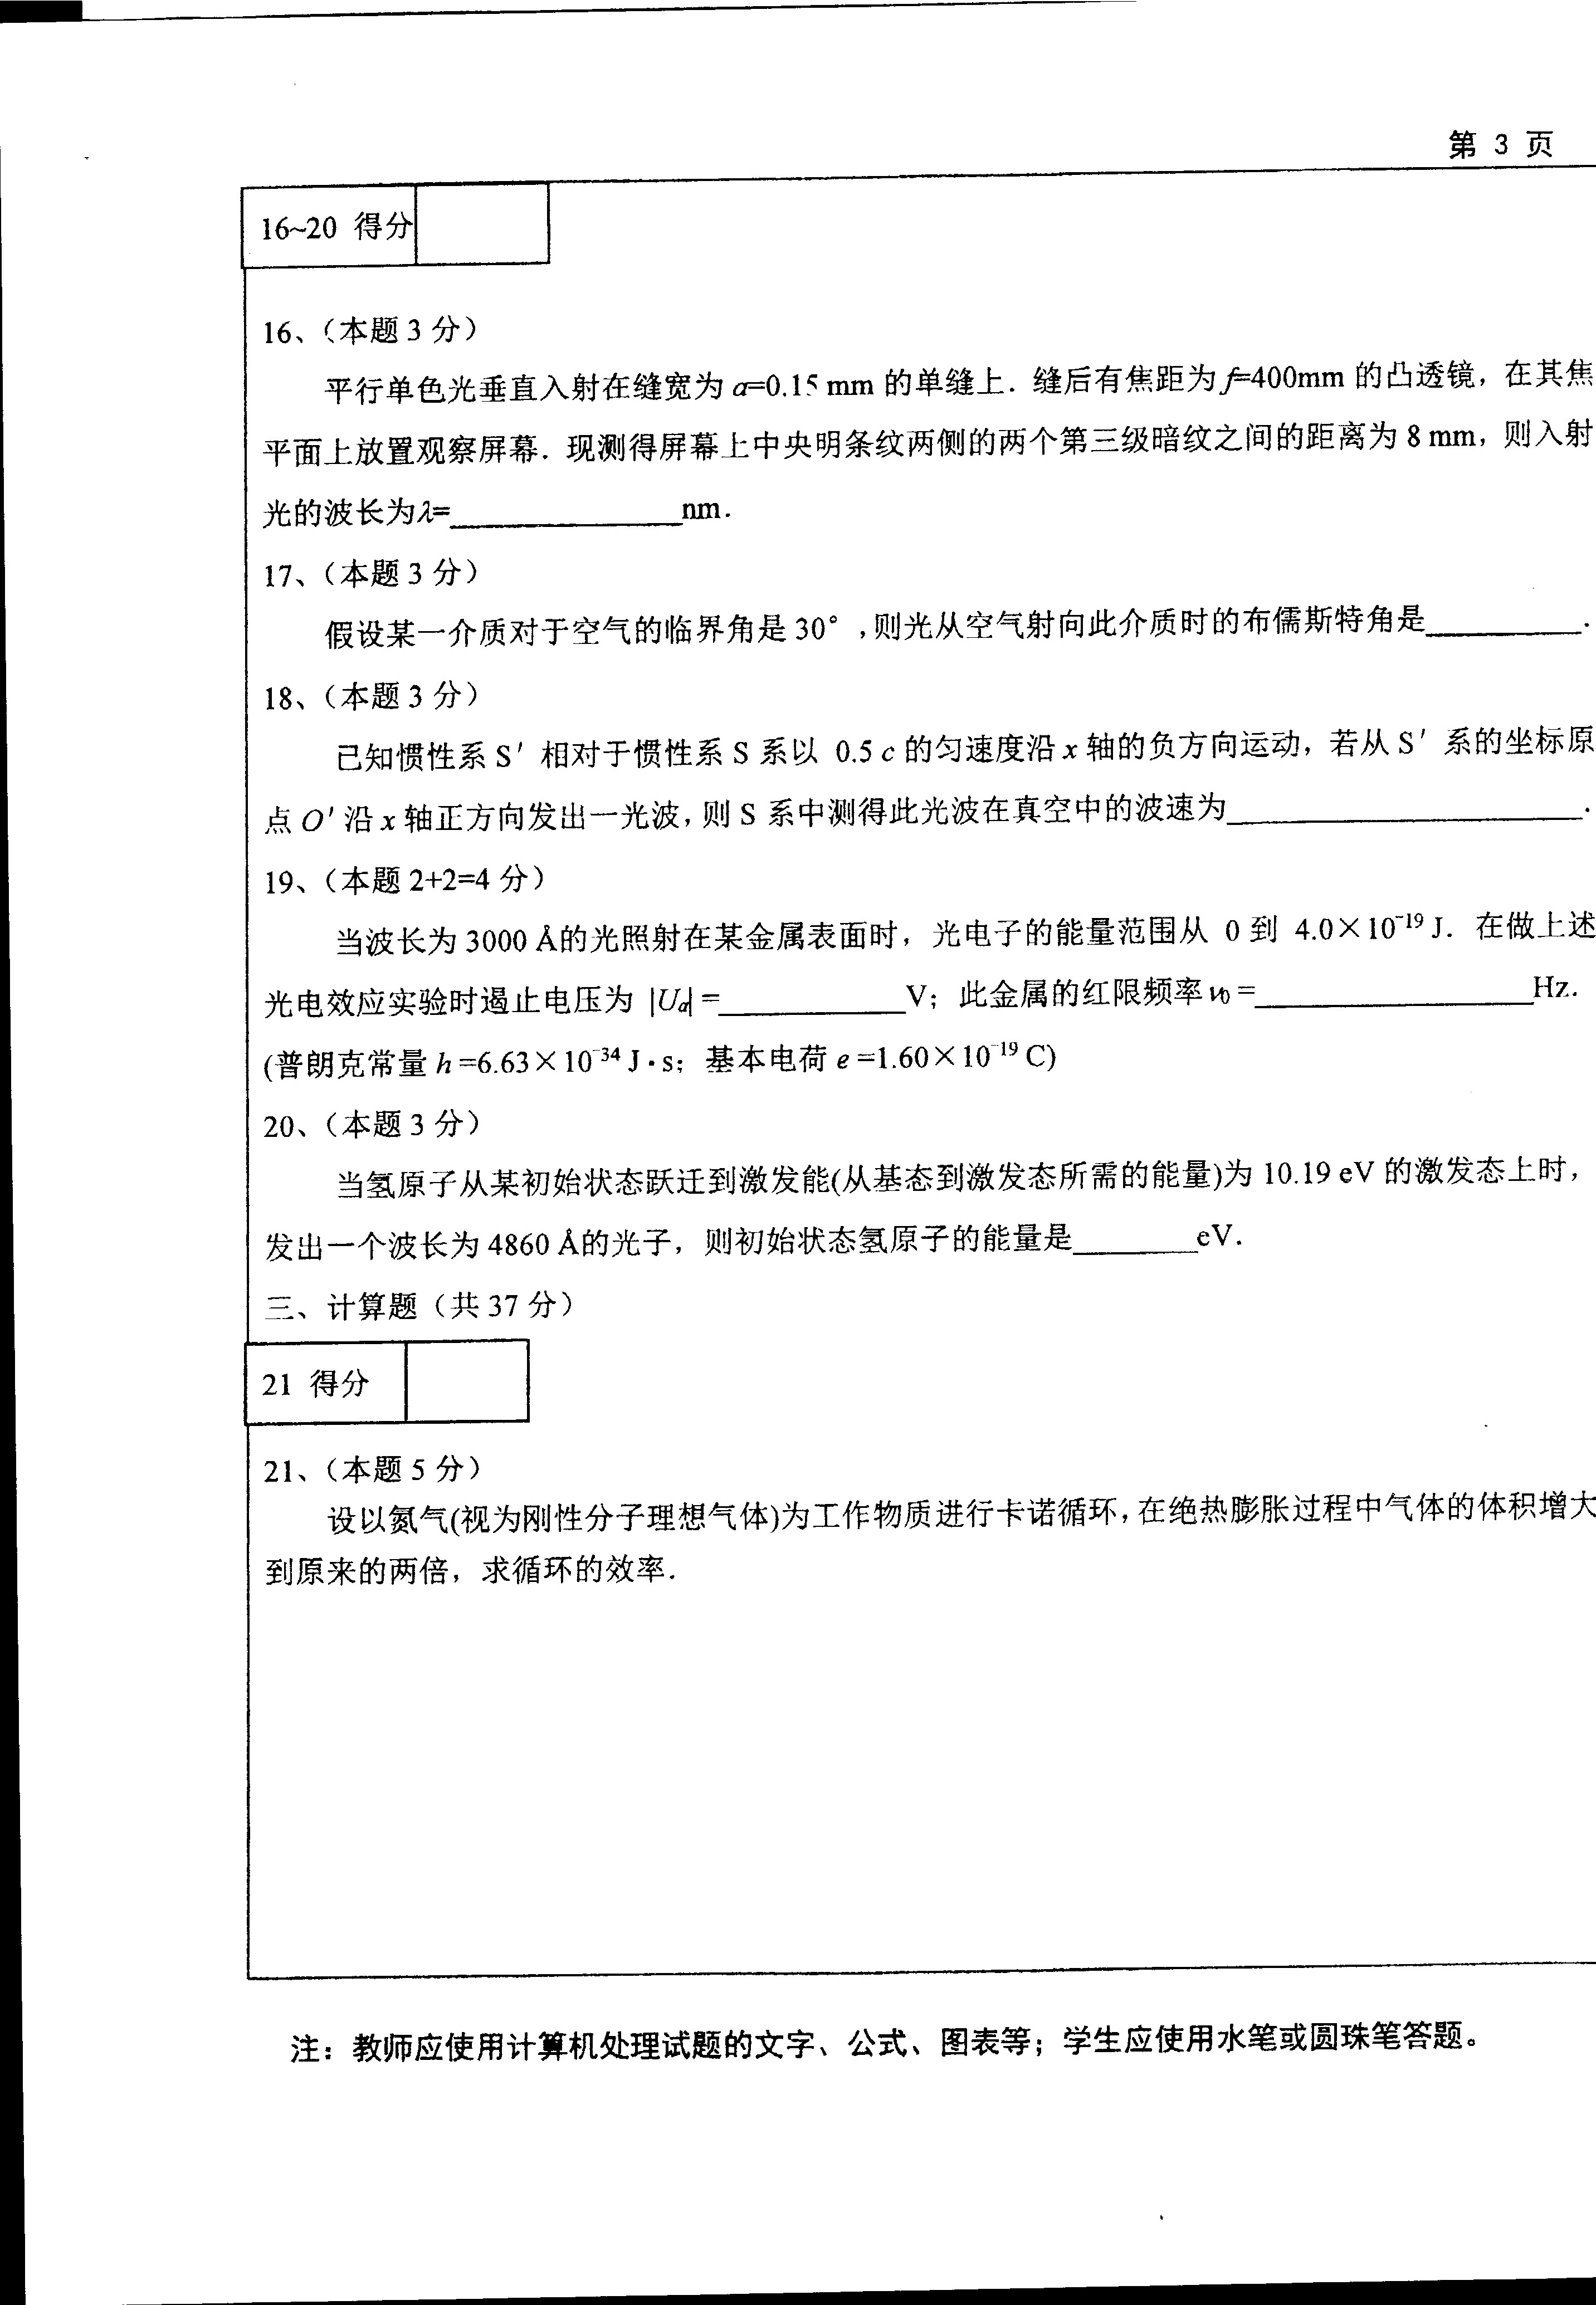 第 3 页
16~20 得分
16、（本题 3 分）
平行单色光垂直入射在缝宽为 a=0.15 mm 的单缝上．缝后有焦距为 f=400mm 的凸透镜，在其焦
平面上放置观察屏幕．现测得屏幕上中央明条纹两侧的两个第三级暗纹之间的距离为 8 mm，则入射
光的波长为λ=_______________nm．
17、（本题 3 分）
假设某一介质对于空气的临界角是 30°,则光从空气射向此介质时的布儒斯特角是__________.
18、（本题 3 分）
已知惯性系 S′ 相对于惯性系 S 系以 0.5 c 的匀速度沿 x 轴的负方向运动，若从 S′ 系的坐标原
点 O′ 沿 x 轴正方向发出一光波, 则 S 系中测得此光波在真空中的波速为_______________________.
19、（本题 2+2=4 分）
当波长为 3000 Å的光照射在某金属表面时，光电子的能量范围从 0 到 4.0×10⁻¹⁹ J．在做上述
光电效应实验时遏止电压为 |Uₐ| =____________V；此金属的红限频率ν₀ =__________________Hz.
(普朗克常量 h =6.63×10⁻³⁴ J·s；基本电荷 e =1.60×10⁻¹⁹ C)
20、（本题 3 分）
当氢原子从某初始状态跃迁到激发能(从基态到激发态所需的能量)为 10.19 eV 的激发态上时，
发出一个波长为 4860 Å的光子，则初始状态氢原子的能量是________eV．
三、计算题（共 37 分）
21 得分
21、（本题 5 分）
设以氮气(视为刚性分子理想气体)为工作物质进行卡诺循环, 在绝热膨胀过程中气体的体积增大
到原来的两倍，求循环的效率．
注：教师应使用计算机处理试题的文字、公式、图表等；学生应使用水笔或圆珠笔答题。